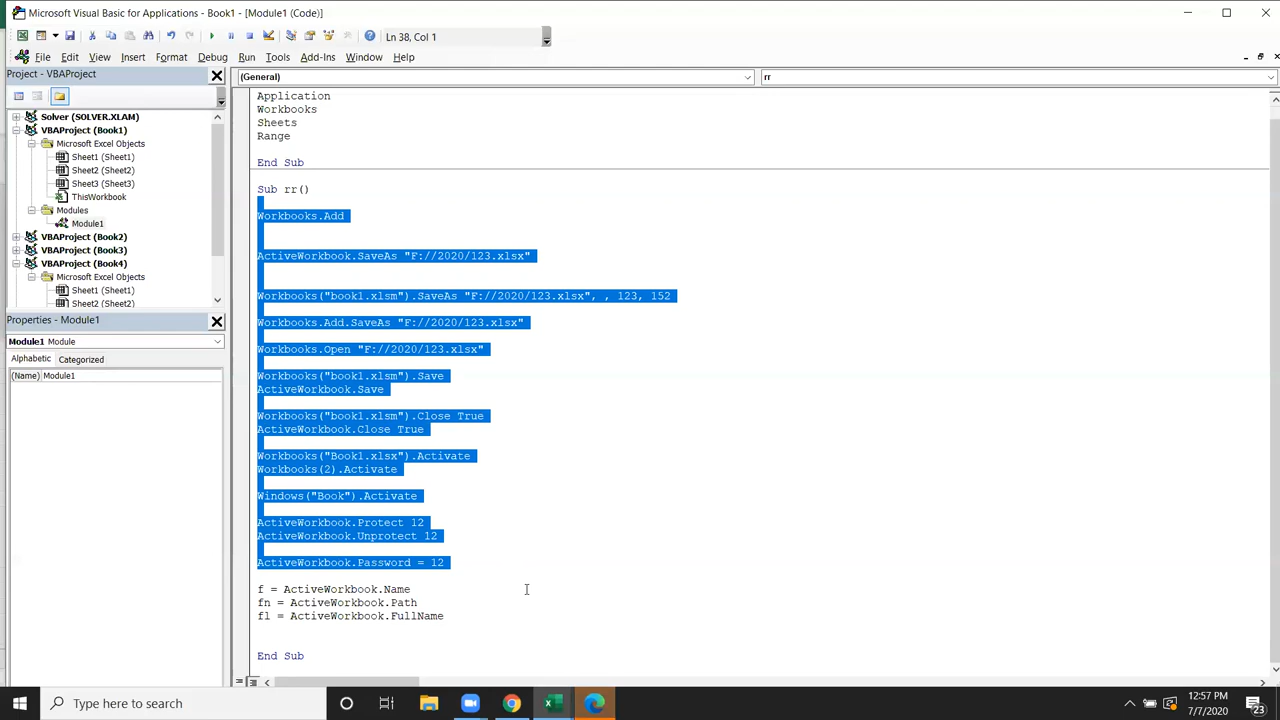 Microsoft Visual Basic for Applications - Book1 - [Module1 (Code)]
Ln 38, Col 1
File Edit View Insert Format Debug Run Tools Add-Ins Window Help
Project - VBAProject
(General)
rr
Solver (SOLVER.XLAM)
VBAProject (Book1)
Microsoft Excel Objects
Sheet1 (Sheet1)
Sheet2 (Sheet2)
Sheet3 (Sheet3)
ThisWorkbook
Modules
Module1
VBAProject (Book2)
VBAProject (Book3)
VBAProject (Book4)
Microsoft Excel Objects
Sheet1 (Sheet1)
Sheet2 (Sheet2)
Properties - Module1
Module1 Module
Alphabetic Categorized
(Name) Module1
Application
Workbooks
Sheets
Range
End Sub
Sub rr()
Workbooks.Add
ActiveWorkbook.SaveAs "F://2020/123.xlsx"
Workbooks("book1.xlsm").SaveAs "F://2020/123.xlsx", , 123, 152
Workbooks.Add.SaveAs "F://2020/123.xlsx"
Workbooks.Open "F://2020/123.xlsx"
Workbooks("book1.xlsm").Save
ActiveWorkbook.Save
Workbooks("book1.xlsm").Close True
ActiveWorkbook.Close True
Workbooks("Book1.xlsx").Activate
Workbooks(2).Activate
Windows("Book").Activate
ActiveWorkbook.Protect 12
ActiveWorkbook.Unprotect 12
ActiveWorkbook.Password = 12
f = ActiveWorkbook.Name
fn = ActiveWorkbook.Path
fl = ActiveWorkbook.FullName
End Sub
Type here to search
12:57 PM
7/7/2020
23